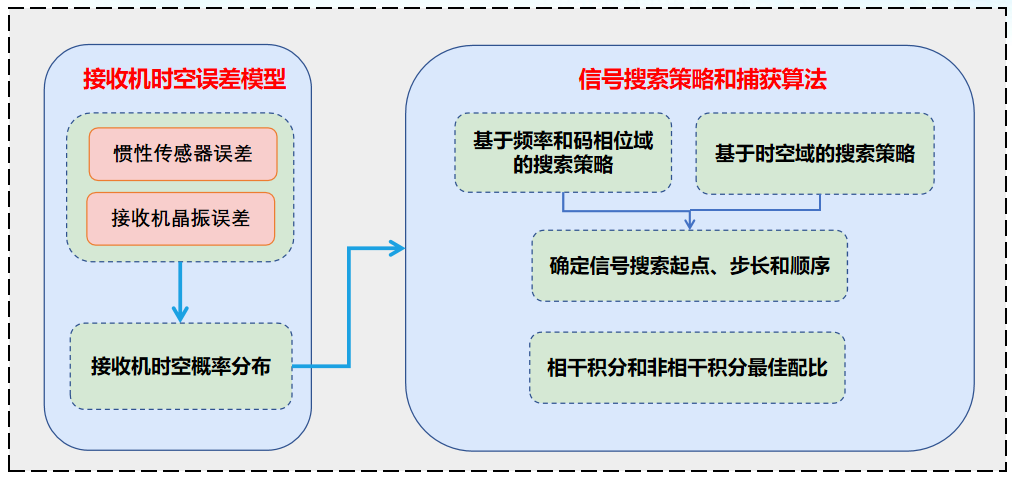 接收机时空误差模型
惯性传感器误差
接收机晶振误差
接收机时空概率分布
信号搜索策略和捕获算法
基于频率和码相位域
的搜索策略
基于时空域的搜索策略
确定信号搜索起点、步长和顺序
相干积分和非相干积分最佳配比